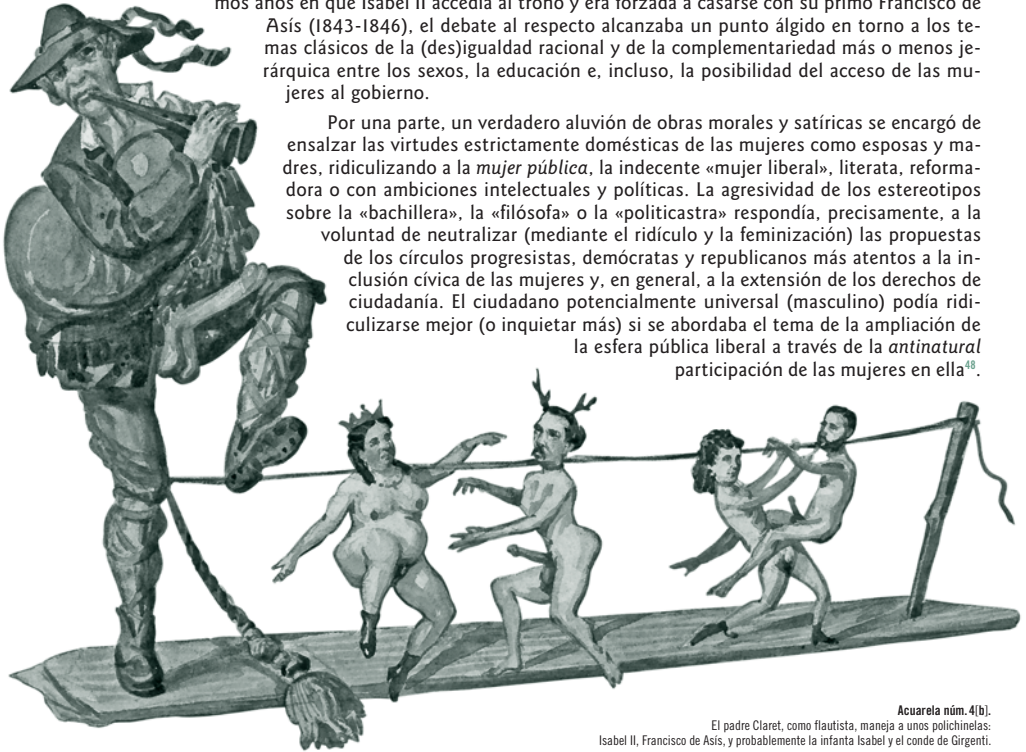 mos años en que Isabel II accedía al trono y era forzada a casarse con su primo Francisco de
Asís (1843-1846), el debate al respecto alcanzaba un punto álgido en torno a los te-
mas clásicos de la (des)igualdad racional y de la complementariedad más o menos je-
rárquica entre los sexos, la educación e, incluso, la posibilidad del acceso de las mu-
jeres al gobierno.
Por una parte, un verdadero aluvión de obras morales y satíricas se encargó de
ensalzar las virtudes estrictamente domésticas de las mujeres como esposas y ma-
dres, ridiculizando a la mujer pública, la indecente «mujer liberal», literata, reforma-
dora o con ambiciones intelectuales y políticas. La agresividad de los estereotipos
sobre la «bachillera», la «filósofa» o la «politicastra» respondía, precisamente, a la
voluntad de neutralizar (mediante el ridículo y la feminización) las propuestas
de los círculos progresistas, demócratas y republicanos más atentos a la in-
clusión cívica de las mujeres y, en general, a la extensión de los derechos de
ciudadanía. El ciudadano potencialmente universal (masculino) podía ridi-
culizarse mejor (o inquietar más) si se abordaba el tema de la ampliación de
la esfera pública liberal a través de la antinatural
participación de las mujeres en ella48.
Acuarela núm. 4[b].
El padre Claret, como flautista, maneja a unos polichinelas:
Isabel II, Francisco de Asís, y probablemente la infanta Isabel y el conde de Girgenti.